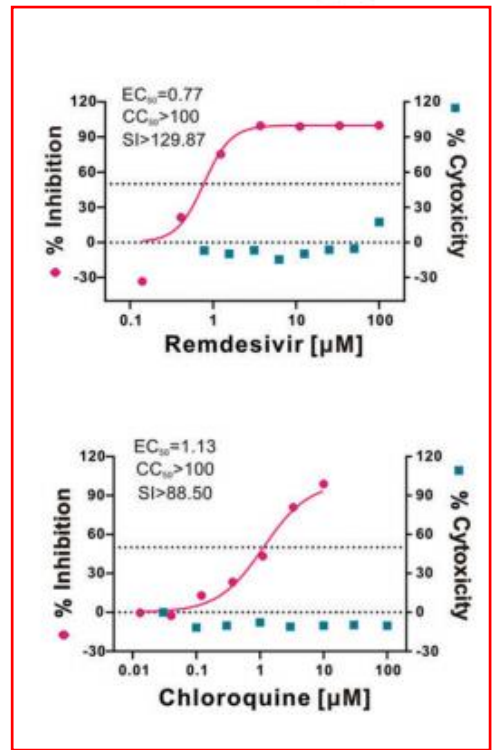 EC₅₀=0.77
CC₅₀>100
SI>129.87
120 120
90 90
60 60
30 30
0 0
-30 -30
% Inhibition
% Cytoxicity
0.1 1 10 100
Remdesivir [µM]
EC₅₀=1.13
CC₅₀>100
SI>88.50
120 120
90 90
60 60
30 30
0 0
-30 -30
% Inhibition
% Cytoxicity
0.01 0.1 1 10 100
Chloroquine [µM]